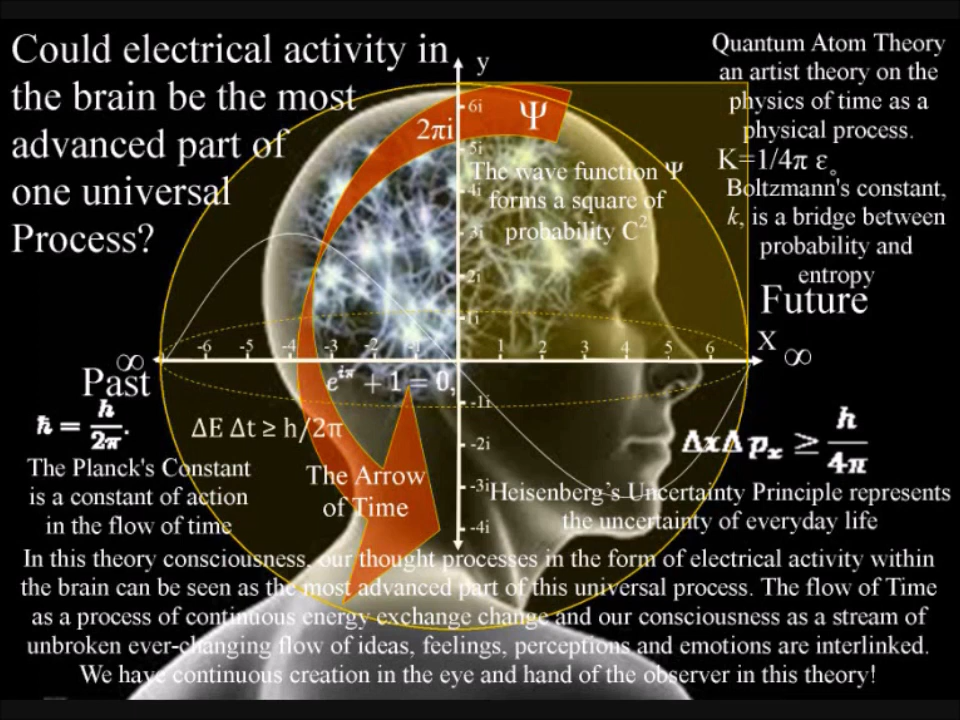 Could electrical activity in
the brain be the most
advanced part of
one universal
Process?
Quantum Atom Theory
an artist theory on the
physics of time as a
physical process.
K=1/4π ε。
Boltzmann's constant,
k, is a bridge between
probability and
entropy
y
6i
5i
4i
3i
2i
1i
2πi
Ψ
The wave function Ψ
forms a square of
probability C²
Future
X
∞
∞
Past
-6 -5 -4 -3 -2 -1 1 2 3 4 5 6
e^{iπ} + 1 = 0,
-1i
-2i
-3i
-4i
ħ = h/2π.
ΔE Δt ≥ h/2π
The Planck's Constant
is a constant of action
in the flow of time
The Arrow
of Time
ΔxΔp_x ≥ h/4π
Heisenberg's Uncertainty Principle represents
the uncertainty of everyday life
In this theory consciousness, our thought processes in the form of electrical activity within
the brain can be seen as the most advanced part of this universal process. The flow of Time
as a process of continuous energy exchange change and our consciousness as a stream of
unbroken ever-changing flow of ideas, feelings, perceptions and emotions are interlinked.
We have continuous creation in the eye and hand of the observer in this theory!